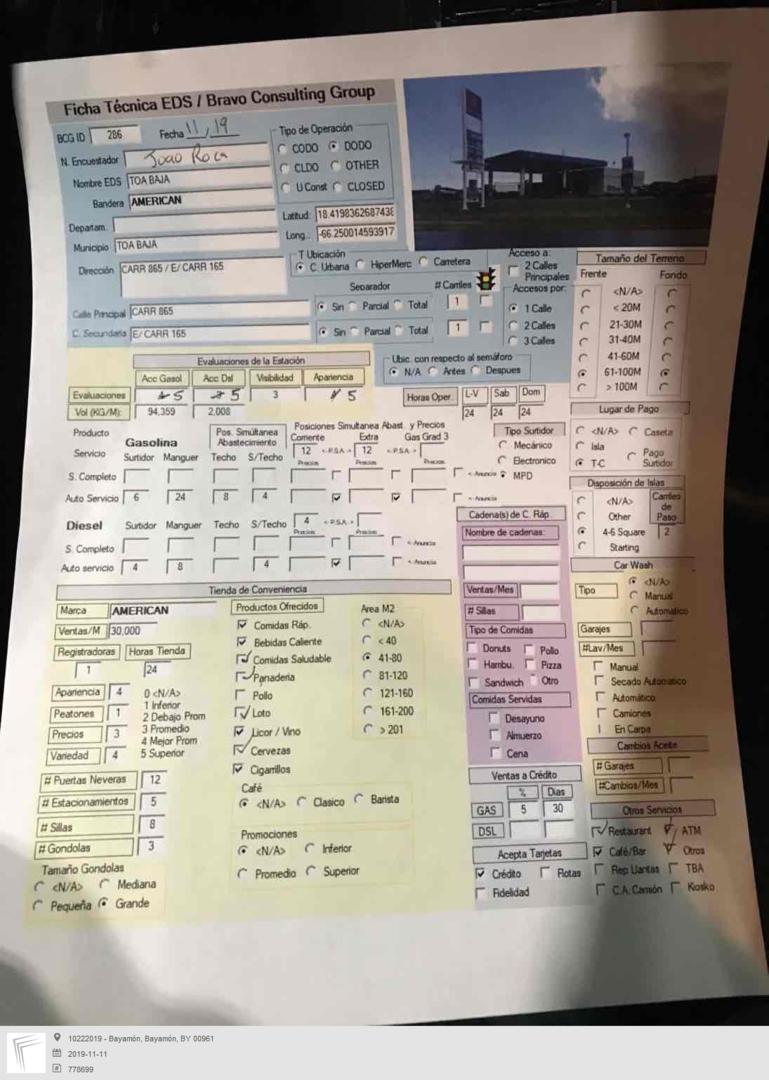 Ficha Técnica EDS / Bravo Consulting Group
BCG ID 286 Fecha 11/19
N. Encuestador Joao Roca
Nombre EDS TOA BAJA
Bandera AMERICAN
Departam.
Municipio TOA BAJA
Dirección CARR 865 / E/ CARR 165
Calle Principal CARR 865
C. Secundaria E/ CARR 165
Tipo de Operación
CODO DODO
CLDO OTHER
U Const CLOSED
Latitud: 18.419836268743
Long.: -66.250014593917
T Ubicación
C. Urbana HiperMerc Carretera
Separador # Carriles
Sin Parcial Total 1
Sin Parcial Total 1
Acceso a:
2 Calles Principales
Accesos por:
1 Calle
2 Calles
3 Calles
Tamaño del Terreno
Frente Fondo
<N/A>
< 20M
21-30M
31-40M
41-60M
61-100M
> 100M
Evaluaciones de la Estación
Acc Gasol Acc Dsl Visibilidad Apariencia
Evaluaciones 5 5 3 5
Vol (KG/M): 94,359 2,008
Ubic. con respecto al semáforo
N/A Antes Despues
Horas Oper. L-V Sab Dom
24 24 24
Lugar de Pago
<N/A> Caseta
Isla Pago Surtidor
T-C
Producto
Servicio Gasolina
Surtidor Manguer
Pos. Simultánea Abastecimiento
Techo S/Techo
Posiciones Simultanea Abast. y Precios
Corriente Extra Gas Grad 3
12 <-P.S.A-> 12 <-P.S.A->
Precios Precios Precios
S. Completo <- Anuncia
Auto Servicio 6 24 8 4 <- Anuncia
Tipo Surtidor
Mecánico
Electronico
MPD
Disposición de Islas
<N/A>
Other
4-6 Square
Starting
Carriles de Paso
2
Diesel Surtidor Manguer Techo S/Techo 4 <-P.S.A->
Precios Precios
S. Completo <- Anuncia
Auto servicio 4 8 4 <- Anuncia
Cadena(s) de C. Ráp.
Nombre de cadenas:
Ventas/Mes
# Sillas
Tipo de Comidas
Donuts Pollo
Hambu. Pizza
Sandwich Otro
Comidas Servidas
Desayuno
Almuerzo
Cena
Car Wash
Tipo <N/A>
Manual
Automático
Garajes
#Lav/Mes
Manual
Secado Automatico
Automático
Camiones
En Carpa
Cambios Aceite
# Garajes
#Cambios/Mes
Tienda de Conveniencia
Marca AMERICAN
Ventas/M 30,000
Registradoras Horas Tienda
1 24
Apariencia 4
Peatones 1
Precios 3
Variedad 4
0 <N/A>
1 Inferior
2 Debajo Prom
3 Promedio
4 Mejor Prom
5 Superior
# Puertas Neveras 12
# Estacionamientos 5
# Sillas 8
# Gondolas 3
Tamaño Gondolas
<N/A> Mediana
Pequeña Grande
Productos Ofrecidos
Comidas Ráp.
Bebidas Caliente
Comidas Saludable
Panaderia
Pollo
Loto
Licor / Vino
Cervezas
Cigarrillos
Area M2
<N/A>
< 40
41-80
81-120
121-160
161-200
> 201
Café
<N/A> Clasico Barista
Promociones
<N/A> Inferior
Promedio Superior
Ventas a Crédito
% Dias
GAS 5 30
DSL
Acepta Tarjetas
Crédito Flotas
Fidelidad
Otros Servicios
Restaurant ATM
Café/Bar Otros
Rep Llantas TBA
C.A. Camión Kiosko
10222019 - Bayamón, Bayamón, BY 00961
2019-11-11
778699